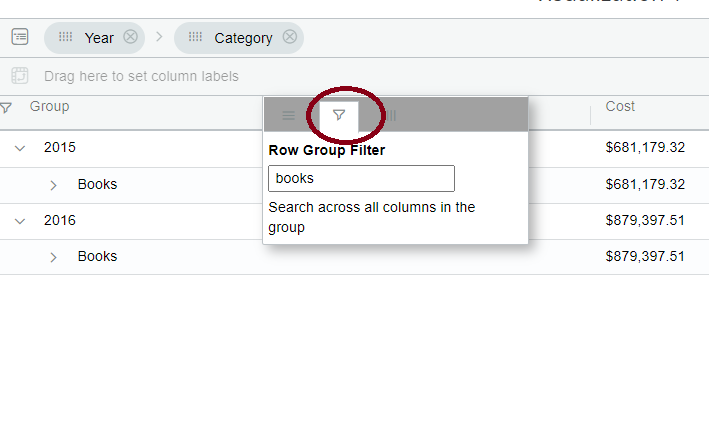 Year
Category
Drag here to set column labels
Group
Cost
Row Group Filter
books
Search across all columns in the
group
2015
$681,179.32
Books
$681,179.32
2016
$879,397.51
Books
$879,397.51